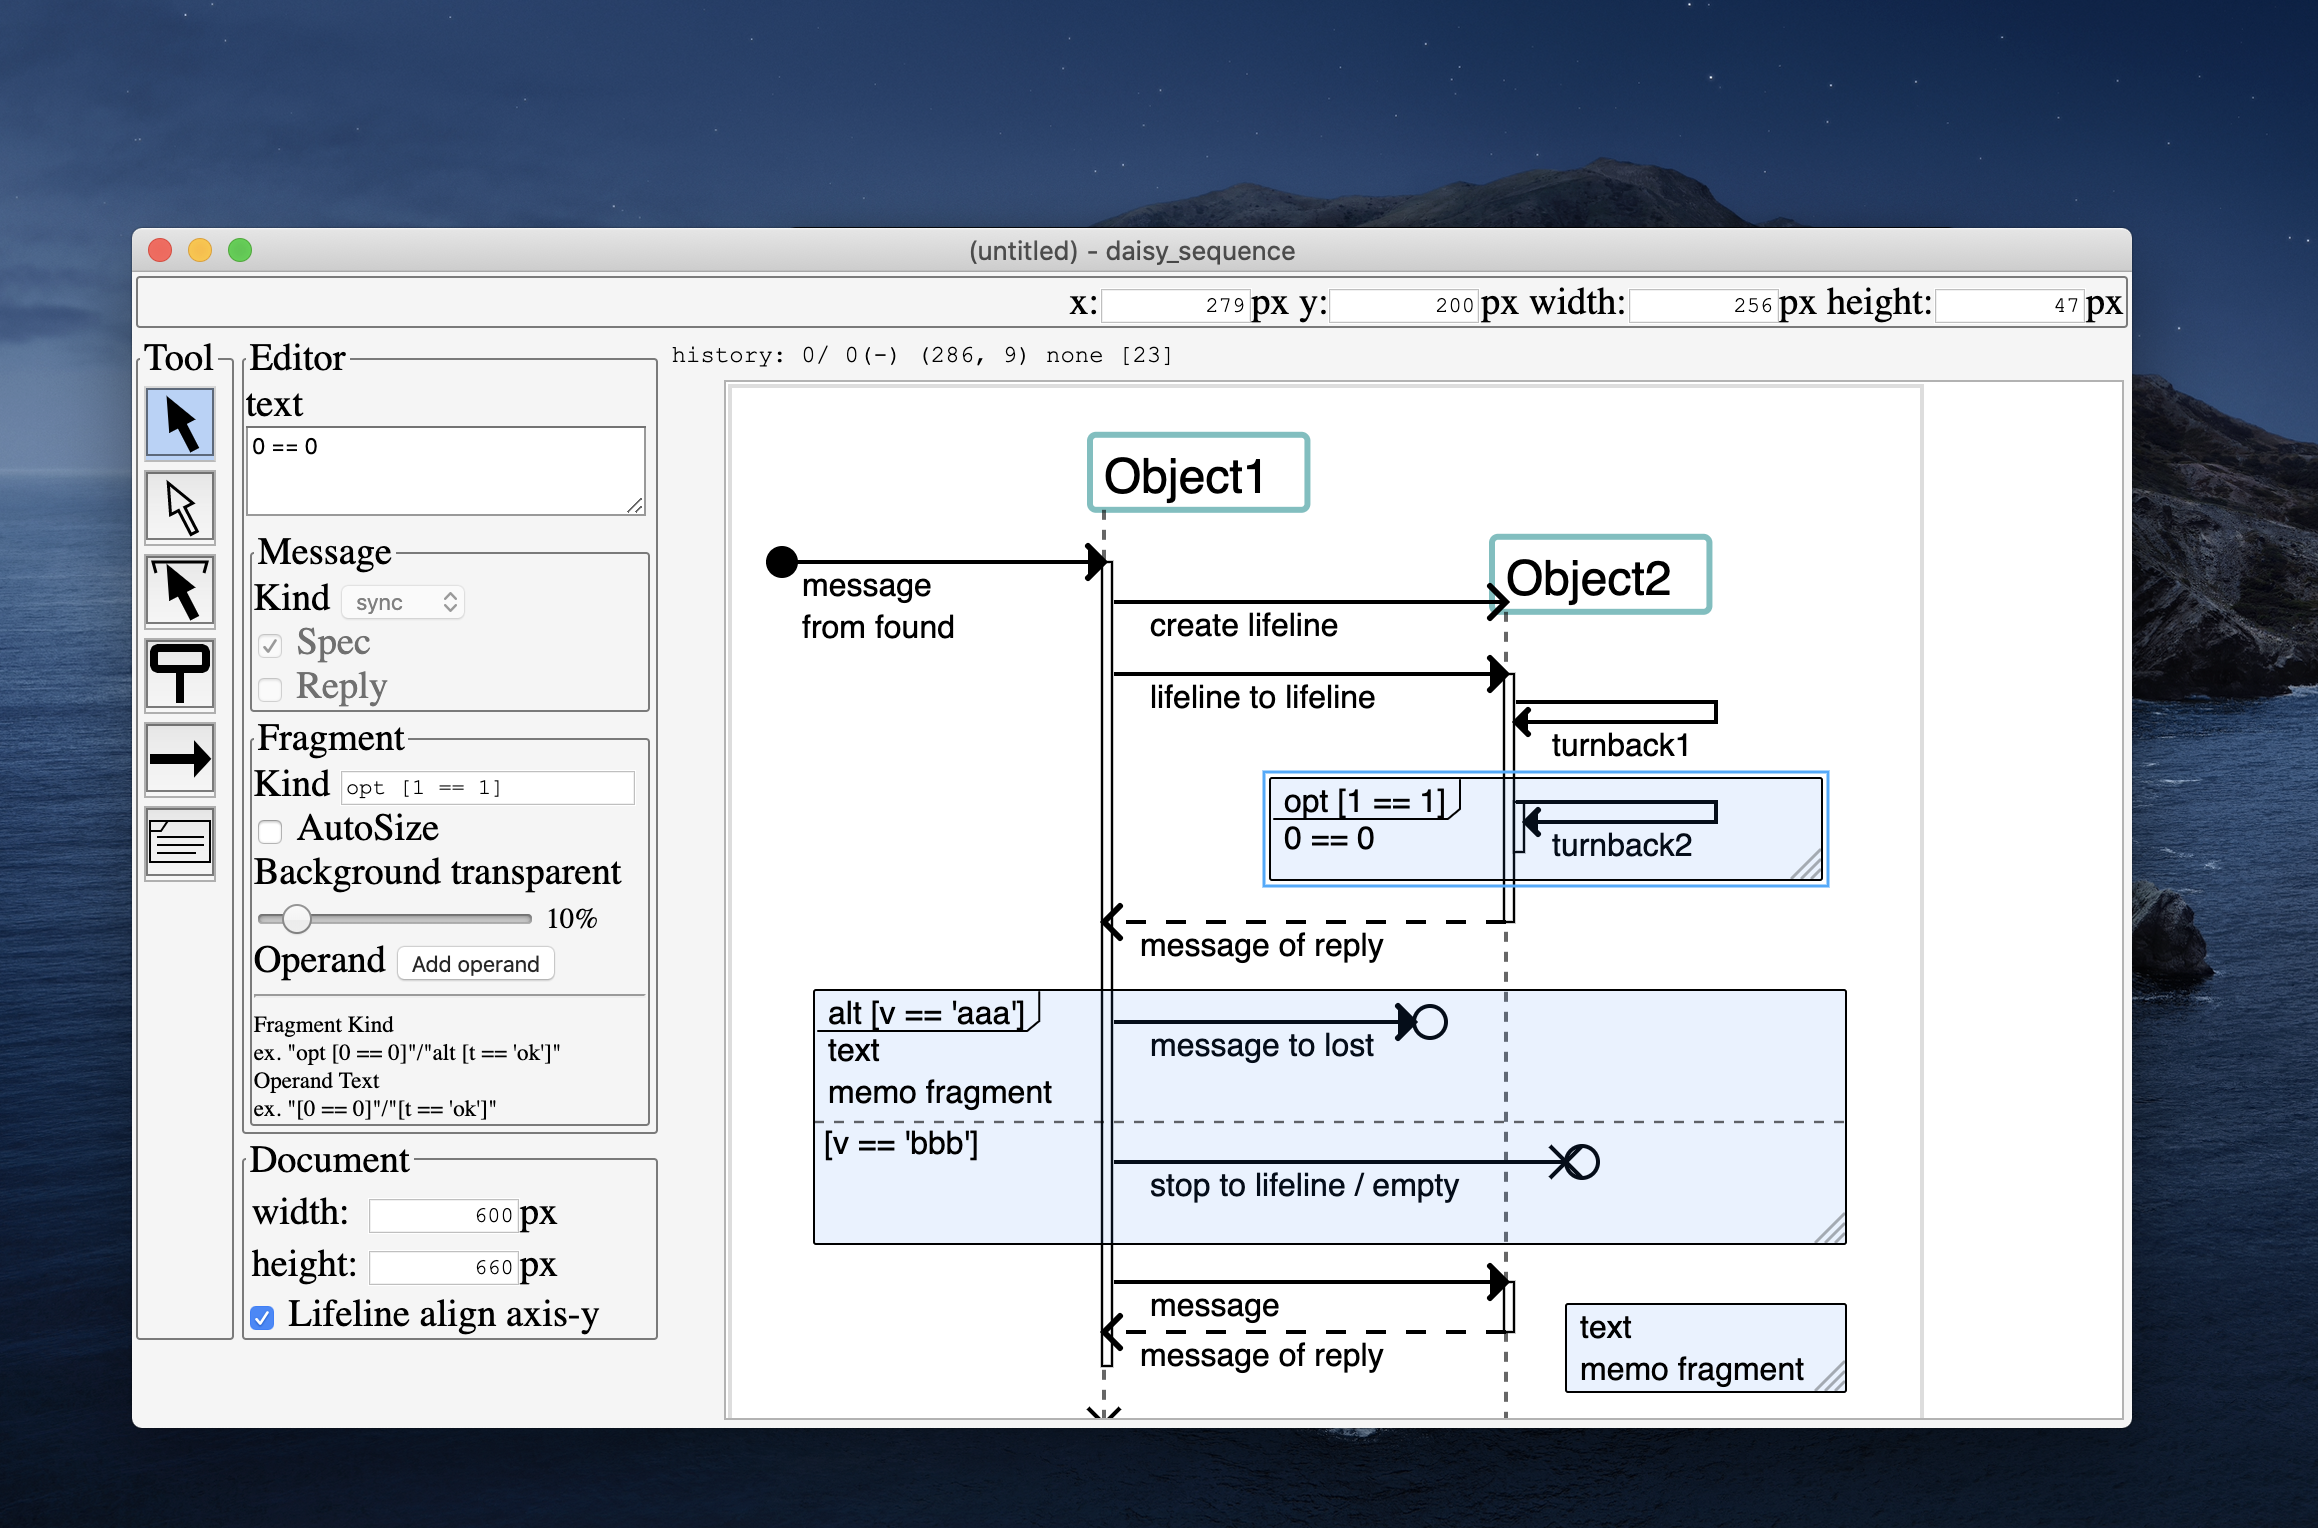 (untitled) - daisy_sequence
x: 279 px y: 200 px width: 256 px height: 47 px
Tool
Editor
text
0 == 0
Message
Kind sync
Spec
Reply
Fragment
Kind opt [1 == 1]
AutoSize
Background transparent
10%
Operand Add operand
Fragment Kind
ex. "opt [0 == 0]"/"alt [t == 'ok']"
Operand Text
ex. "[0 == 0]"/"[t == 'ok']"
Document
width: 600 px
height: 660 px
Lifeline align axis-y
history: 0/ 0(-) (286, 9) none [23]
Object1
Object2
message
from found
create lifeline
lifeline to lifeline
turnback1
opt [1 == 1]
0 == 0
turnback2
message of reply
alt [v == 'aaa']
text
memo fragment
message to lost
[v == 'bbb']
stop to lifeline / empty
message
message of reply
text
memo fragment